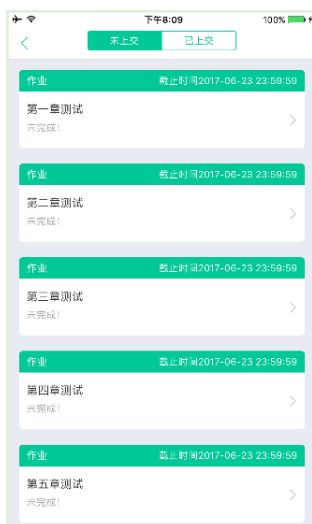 下午8:09
100%
未上交
已上交
作业 截止时间2017-06-23 23:59:59
第一章测试
未完成!
作业 截止时间2017-06-23 23:59:59
第二章测试
未完成!
作业 截止时间2017-06-23 23:59:59
第三章测试
未完成!
作业 截止时间2017-06-23 23:59:59
第四章测试
未完成!
作业 截止时间2017-06-23 23:59:59
第五章测试
未完成!